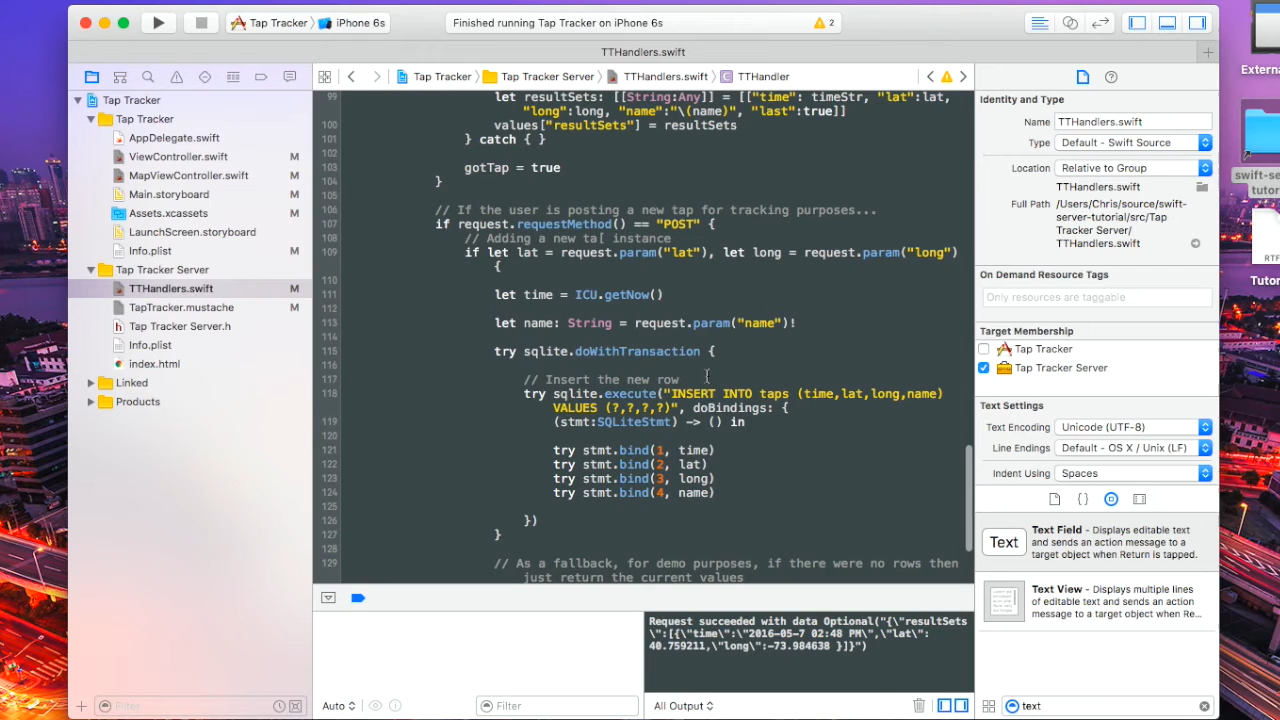 Tap Tracker
iPhone 6s
Finished running Tap Tracker on iPhone 6s
2
TTHandlers.swift
Tap Tracker
Tap Tracker Server
TTHandlers.swift
TTHandler
Tap Tracker
Tap Tracker
AppDelegate.swift
ViewController.swift M
MapViewController.swift M
Main.storyboard M
Assets.xcassets M
LaunchScreen.storyboard M
Info.plist M
Tap Tracker Server
TTHandlers.swift M
TapTracker.mustache M
Tap Tracker Server.h
Info.plist
index.html
Linked
Products
Filter
99 let resultSets: [[String:Any]] = [["time": timeStr, "lat":lat,
"long":long, "name":"\(name)", "last":true]]
100 values["resultSets"] = resultSets
101 } catch { }
102
103 gotTap = true
104 }
105
106 // If the user is posting a new tap for tracking purposes...
107 if request.requestMethod() == "POST" {
108 // Adding a new ta[ instance
109 if let lat = request.param("lat"), let long = request.param("long")
{
110
111 let time = ICU.getNow()
112
113 let name: String = request.param("name")!
114
115 try sqlite.doWithTransaction {
116
117 // Insert the new row
118 try sqlite.execute("INSERT INTO taps (time,lat,long,name)
VALUES (?,?,?,?)", doBindings: {
119 (stmt:SQLiteStmt) -> () in
120
121 try stmt.bind(1, time)
122 try stmt.bind(2, lat)
123 try stmt.bind(3, long)
124 try stmt.bind(4, name)
125
126 })
127 }
128
129 // As a fallback, for demo purposes, if there were no rows then
just return the current values
Auto
Filter
Request succeeded with data Optional("{\"resultSets
\":[{\"time\":\"2016-05-7 02:48 PM\",\"lat\":
40.759211,\"long\":-73.984638 }]}")
All Output
Identity and Type
Name TTHandlers.swift
Type Default - Swift Source
Location Relative to Group
TTHandlers.swift
Full Path /Users/Chris/source/swift-
server-tutorial/src/Tap
Tracker Server/
TTHandlers.swift
On Demand Resource Tags
Only resources are taggable
Target Membership
Tap Tracker
Tap Tracker Server
Text Settings
Text Encoding Unicode (UTF-8)
Line Endings Default - OS X / Unix (LF)
Indent Using Spaces
{}
Text
Text Field - Displays editable text
and sends an action message to a
target object when Return is tapped.
Text View - Displays multiple lines
of editable text and sends an action
message to a target object when Re...
text
Externa
swift-se
tutor
RTF
Tutor